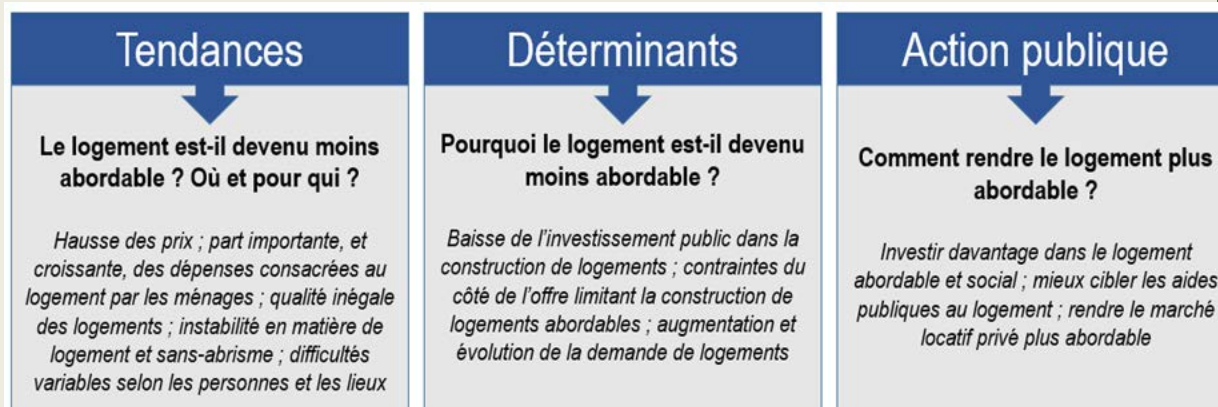 Tendances
Le logement est-il devenu moins
abordable ? Où et pour qui ?
Hausse des prix ; part importante, et
croissante, des dépenses consacrées au
logement par les ménages ; qualité inégale
des logements ; instabilité en matière de
logement et sans-abrisme ; difficultés
variables selon les personnes et les lieux
Déterminants
Pourquoi le logement est-il devenu
moins abordable ?
Baisse de l'investissement public dans la
construction de logements ; contraintes du
côté de l'offre limitant la construction de
logements abordables ; augmentation et
évolution de la demande de logements
Action publique
Comment rendre le logement plus
abordable ?
Investir davantage dans le logement
abordable et social ; mieux cibler les aides
publiques au logement ; rendre le marché
locatif privé plus abordable